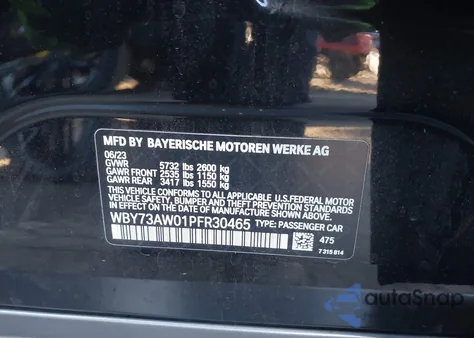 MFD BY BAYERISCHE MOTOREN WERKE AG
06/23
GVWR 5732 lbs 2600 kg
GAWR FRONT 2535 lbs 1150 kg
GAWR REAR 3417 lbs 1550 kg
THIS VEHICLE CONFORMS TO ALL APPLICABLE U.S.FEDERAL MOTOR
VEHICLE SAFETY, BUMPER, AND THEFT PREVENTION STANDARDS IN
EFFECT ON THE DATE OF MANUFACTURE SHOWN ABOVE.
WBY73AW01PFR30465 TYPE: PASSENGER CAR
475
7 315 614
autoSnap